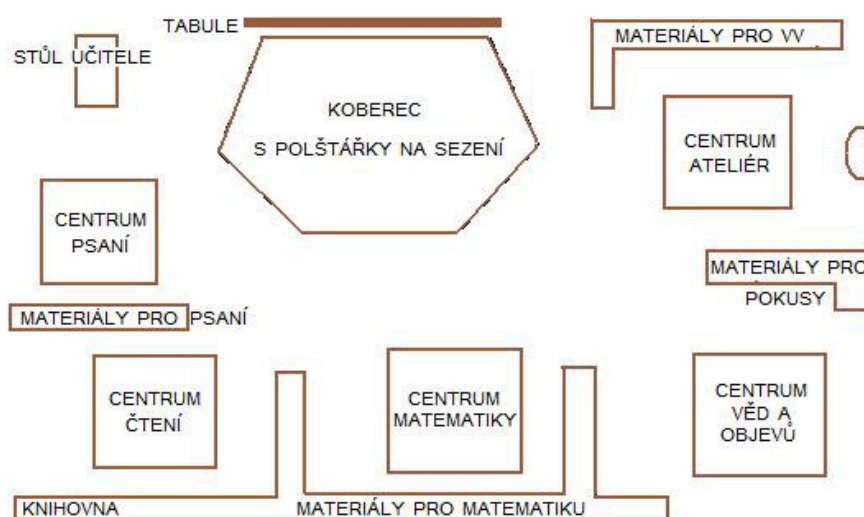 TABULE
STŮL UČITELE
MATERIÁLY PRO VV
KOBEREC
S POLŠTÁŘKY NA SEZENÍ
CENTRUM
ATELIÉR
CENTRUM
PSANÍ
MATERIÁLY PRO
POKUSY
MATERIÁLY PRO PSANÍ
CENTRUM
ČTENÍ
CENTRUM
MATEMATIKY
CENTRUM
VĚD A
OBJEVŮ
KNIHOVNA
MATERIÁLY PRO MATEMATIKU